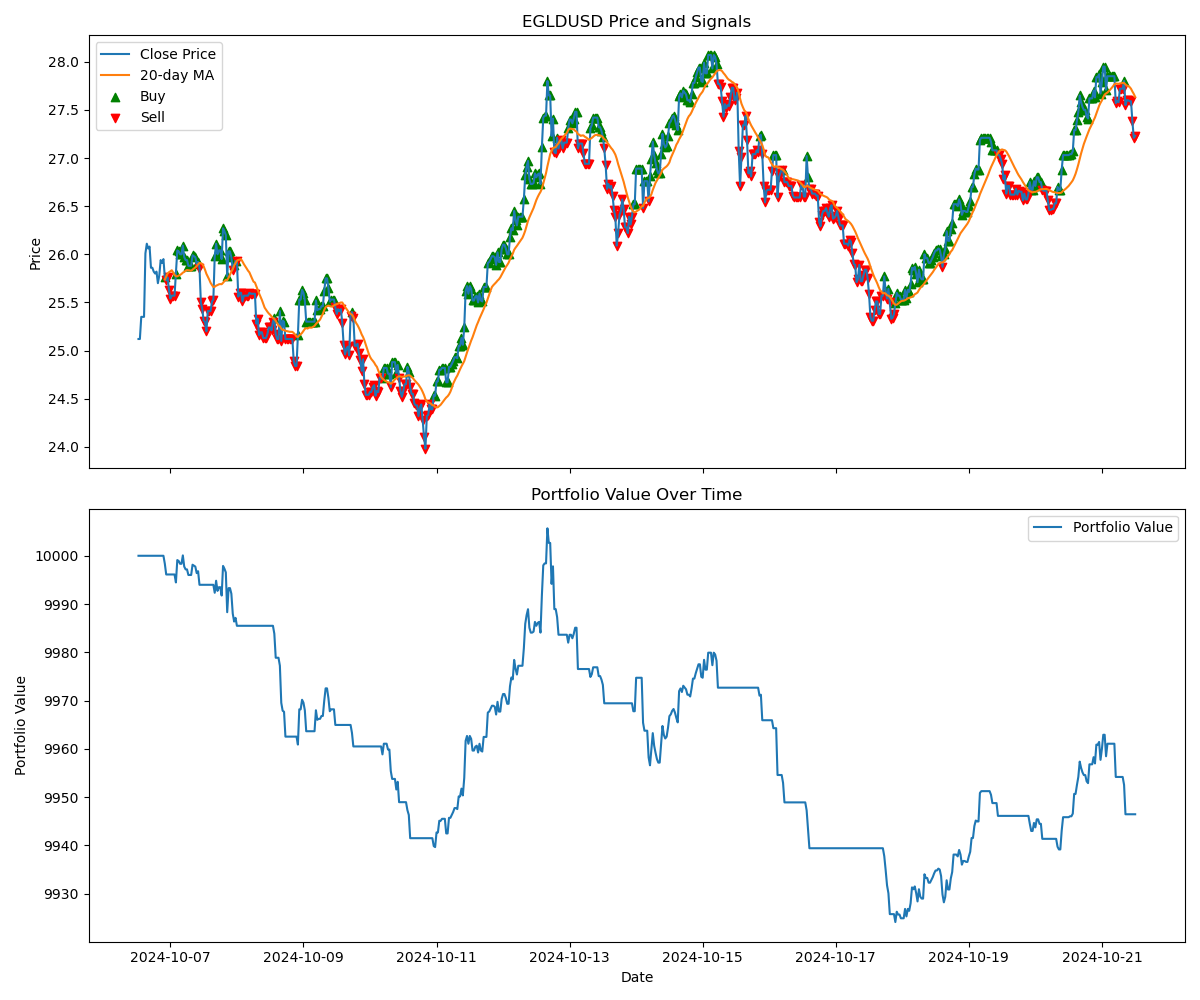 EGLDUSD Price and Signals
Close Price
20-day MA
Buy
Sell
28.0
27.5
27.0
26.5
26.0
25.5
25.0
24.5
24.0
Price
Portfolio Value Over Time
Portfolio Value
10000
9990
9980
9970
9960
9950
9940
9930
Portfolio Value
2024-10-07 2024-10-09 2024-10-11 2024-10-13 2024-10-15 2024-10-17 2024-10-19 2024-10-21
Date